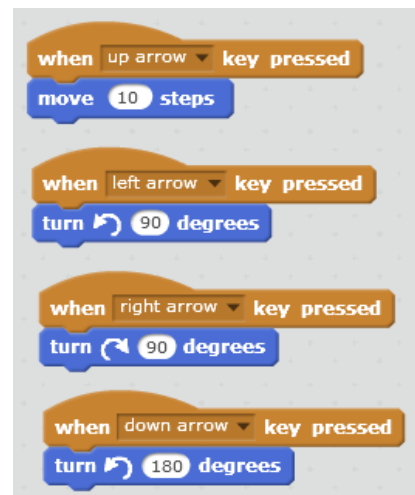 when up arrow key pressed
move 10 steps
when left arrow key pressed
turn 90 degrees
when right arrow key pressed
turn 90 degrees
when down arrow key pressed
turn 180 degrees